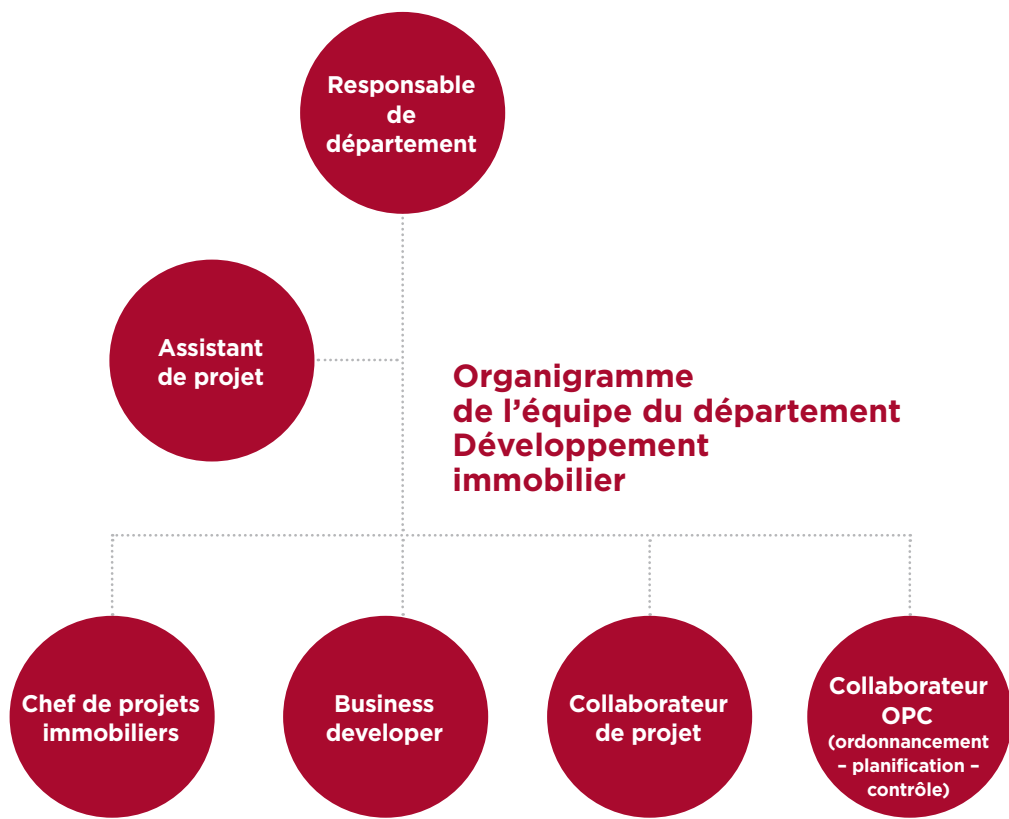 Responsable
de
département
Assistant
de projet
Organigramme
de l’équipe du département
Développement
immobilier
Chef de projets
immobiliers
Business
developer
Collaborateur
de projet
Collaborateur
OPC
(ordonnancement
– planification –
contrôle)